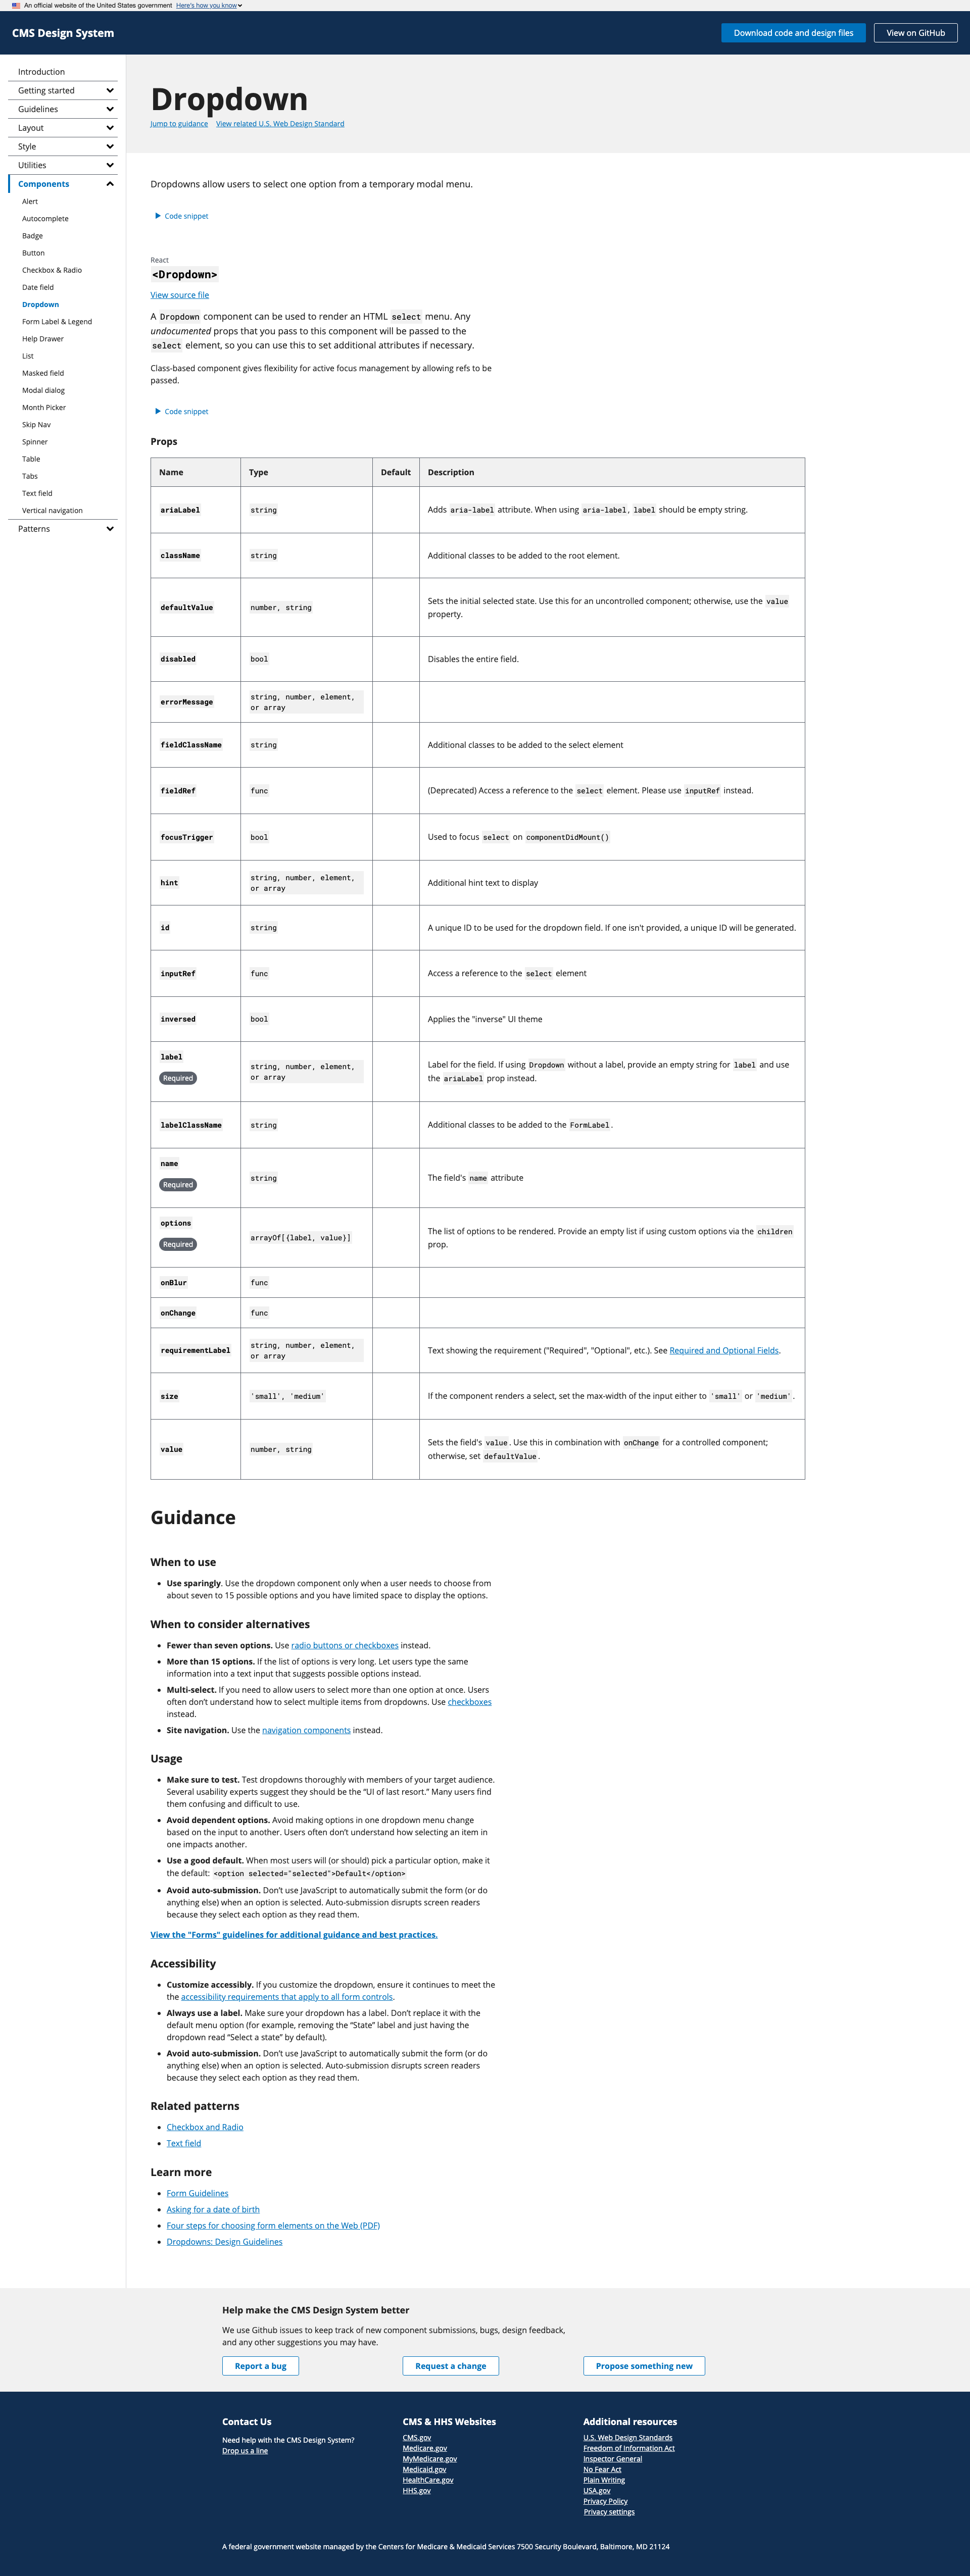 An official website of the United States government Here's how you know
CMS Design System
Download code and design files
View on GitHub
Introduction
Getting started
Guidelines
Layout
Style
Utilities
Components
Alert
Autocomplete
Badge
Button
Checkbox & Radio
Date field
Dropdown
Form Label & Legend
Help Drawer
List
Masked field
Modal dialog
Month Picker
Skip Nav
Spinner
Table
Tabs
Text field
Vertical navigation
Patterns
Dropdown
Jump to guidance View related U.S. Web Design Standard
Dropdowns allow users to select one option from a temporary modal menu.
Code snippet
React
<Dropdown>
View source file
A Dropdown component can be used to render an HTML select menu. Any
undocumented props that you pass to this component will be passed to the
select element, so you can use this to set additional attributes if necessary.
Class-based component gives flexibility for active focus management by allowing refs to be
passed.
Code snippet
Props
Name Type Default Description
ariaLabel string Adds aria-label attribute. When using aria-label, label should be empty string.
className string Additional classes to be added to the root element.
defaultValue number, string Sets the initial selected state. Use this for an uncontrolled component; otherwise, use the value
property.
disabled bool Disables the entire field.
errorMessage string, number, element,
or array
fieldClassName string Additional classes to be added to the select element
fieldRef func (Deprecated) Access a reference to the select element. Please use inputRef instead.
focusTrigger bool Used to focus select on componentDidMount()
hint string, number, element,
or array Additional hint text to display
id string A unique ID to be used for the dropdown field. If one isn't provided, a unique ID will be generated.
inputRef func Access a reference to the select element
inversed bool Applies the "inverse" UI theme
label
Required
string, number, element,
or array
Label for the field. If using Dropdown without a label, provide an empty string for label and use
the ariaLabel prop instead.
labelClassName string Additional classes to be added to the FormLabel.
name
Required
string The field's name attribute
options
Required
arrayOf[{label, value}]
The list of options to be rendered. Provide an empty list if using custom options via the children
prop.
onBlur func
onChange func
requirementLabel string, number, element,
or array Text showing the requirement ("Required", "Optional", etc.). See Required and Optional Fields.
size 'small', 'medium' If the component renders a select, set the max-width of the input either to 'small' or 'medium'.
value number, string Sets the field's value. Use this in combination with onChange for a controlled component;
otherwise, set defaultValue.
Guidance
When to use
• Use sparingly. Use the dropdown component only when a user needs to choose from
about seven to 15 possible options and you have limited space to display the options.
When to consider alternatives
• Fewer than seven options. Use radio buttons or checkboxes instead.
• More than 15 options. If the list of options is very long. Let users type the same
information into a text input that suggests possible options instead.
• Multi-select. If you need to allow users to select more than one option at once. Users
often don’t understand how to select multiple items from dropdowns. Use checkboxes
instead.
• Site navigation. Use the navigation components instead.
Usage
• Make sure to test. Test dropdowns thoroughly with members of your target audience.
Several usability experts suggest they should be the “UI of last resort.” Many users find
them confusing and difficult to use.
• Avoid dependent options. Avoid making options in one dropdown menu change
based on the input to another. Users often don’t understand how selecting an item in
one impacts another.
• Use a good default. When most users will (or should) pick a particular option, make it
the default: <option selected="selected">Default</option>
• Avoid auto-submission. Don’t use JavaScript to automatically submit the form (or do
anything else) when an option is selected. Auto-submission disrupts screen readers
because they select each option as they read them.
View the "Forms" guidelines for additional guidance and best practices.
Accessibility
• Customize accessibly. If you customize the dropdown, ensure it continues to meet the
the accessibility requirements that apply to all form controls.
• Always use a label. Make sure your dropdown has a label. Don’t replace it with the
default menu option (for example, removing the “State” label and just having the
dropdown read “Select a state” by default).
• Avoid auto-submission. Don’t use JavaScript to automatically submit the form (or do
anything else) when an option is selected. Auto-submission disrupts screen readers
because they select each option as they read them.
Related patterns
• Checkbox and Radio
• Text field
Learn more
• Form Guidelines
• Asking for a date of birth
• Four steps for choosing form elements on the Web (PDF)
• Dropdowns: Design Guidelines
Help make the CMS Design System better
We use Github issues to keep track of new component submissions, bugs, design feedback,
and any other suggestions you may have.
Report a bug
Request a change
Propose something new
Contact Us
Need help with the CMS Design System?
Drop us a line
CMS & HHS Websites
CMS.gov
Medicare.gov
MyMedicare.gov
Medicaid.gov
HealthCare.gov
HHS.gov
Additional resources
U.S. Web Design Standards
Freedom of Information Act
Inspector General
No Fear Act
Plain Writing
USA.gov
Privacy Policy
Privacy settings
A federal government website managed by the Centers for Medicare & Medicaid Services 7500 Security Boulevard, Baltimore, MD 21124